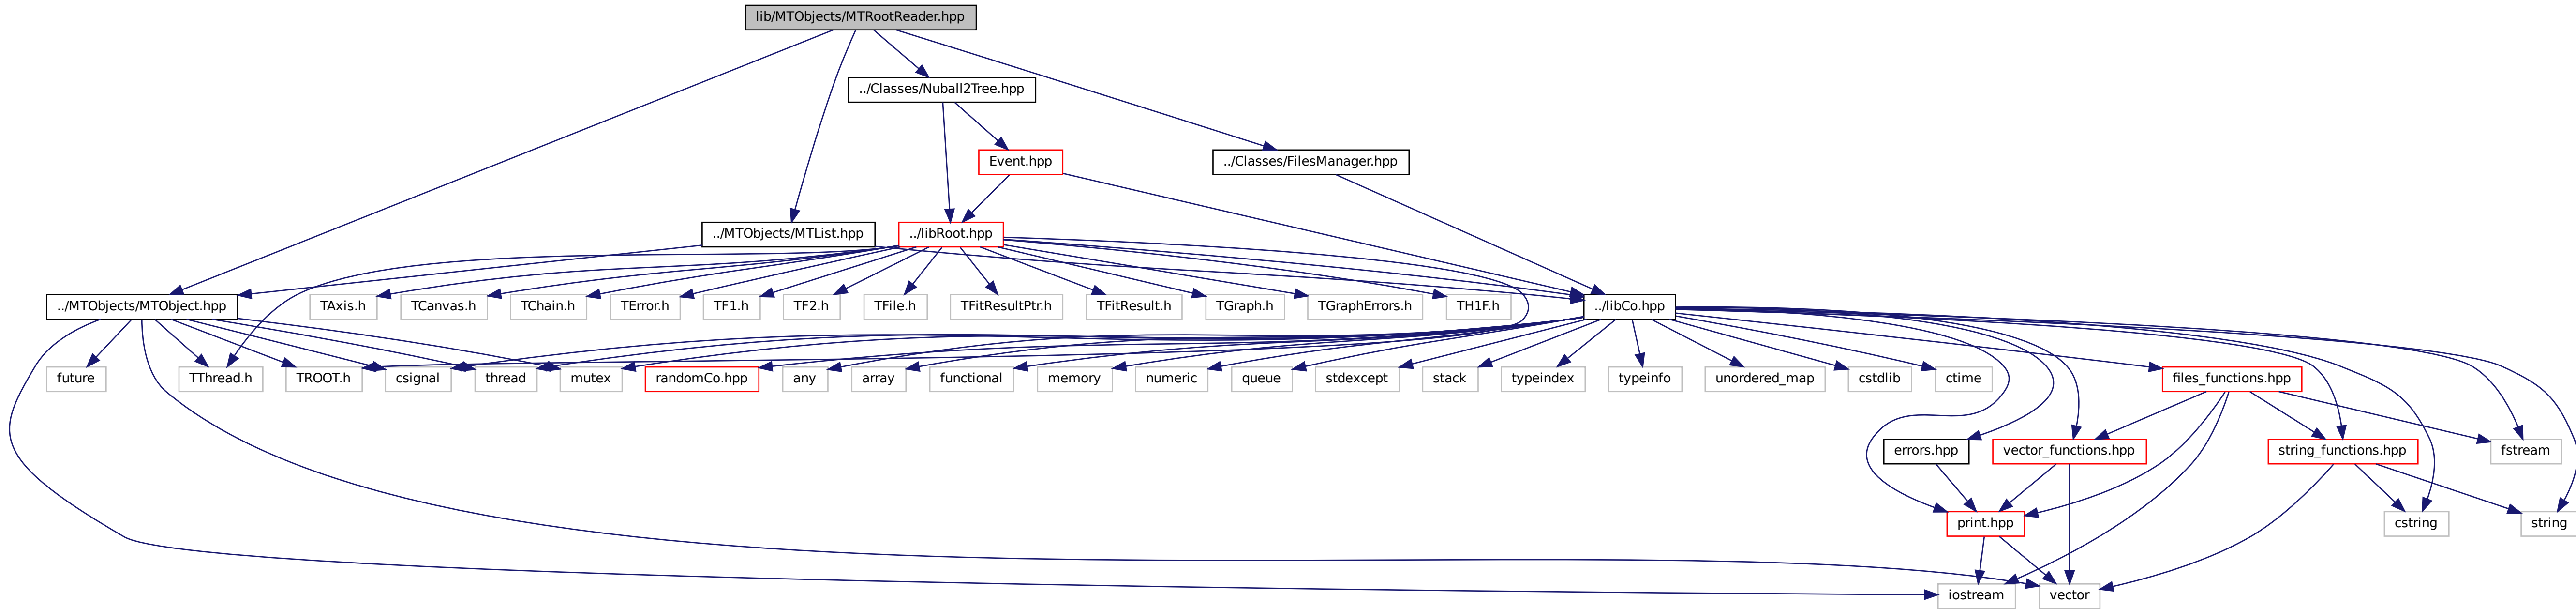 lib/MTObjects/MTRootReader.hpp
../Classes/Nuball2Tree.hpp
Event.hpp
../Classes/FilesManager.hpp
../MTObjects/MTList.hpp
../libRoot.hpp
../MTObjects/MTObject.hpp
TAxis.h
TCanvas.h
TChain.h
TError.h
TF1.h
TF2.h
TFile.h
TFitResultPtr.h
TFitResult.h
TGraph.h
TGraphErrors.h
TH1F.h
../libCo.hpp
future
TThread.h
TROOT.h
csignal
thread
mutex
randomCo.hpp
any
array
functional
memory
numeric
queue
stdexcept
stack
typeindex
typeinfo
unordered_map
cstdlib
ctime
files_functions.hpp
errors.hpp
vector_functions.hpp
string_functions.hpp
fstream
print.hpp
cstring
string
iostream
vector